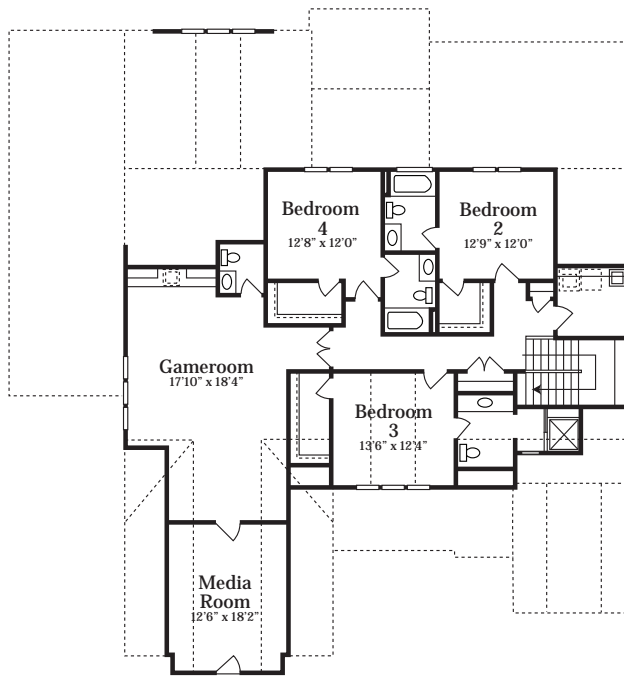 Bedroom
4
12'8” x 12'0”
Bedroom
2
12'9” x 12'0”
Gameroom
17'10” x 18'4”
Bedroom
3
13'6” x 12'4”
Media
Room
12'6” x 18'2”